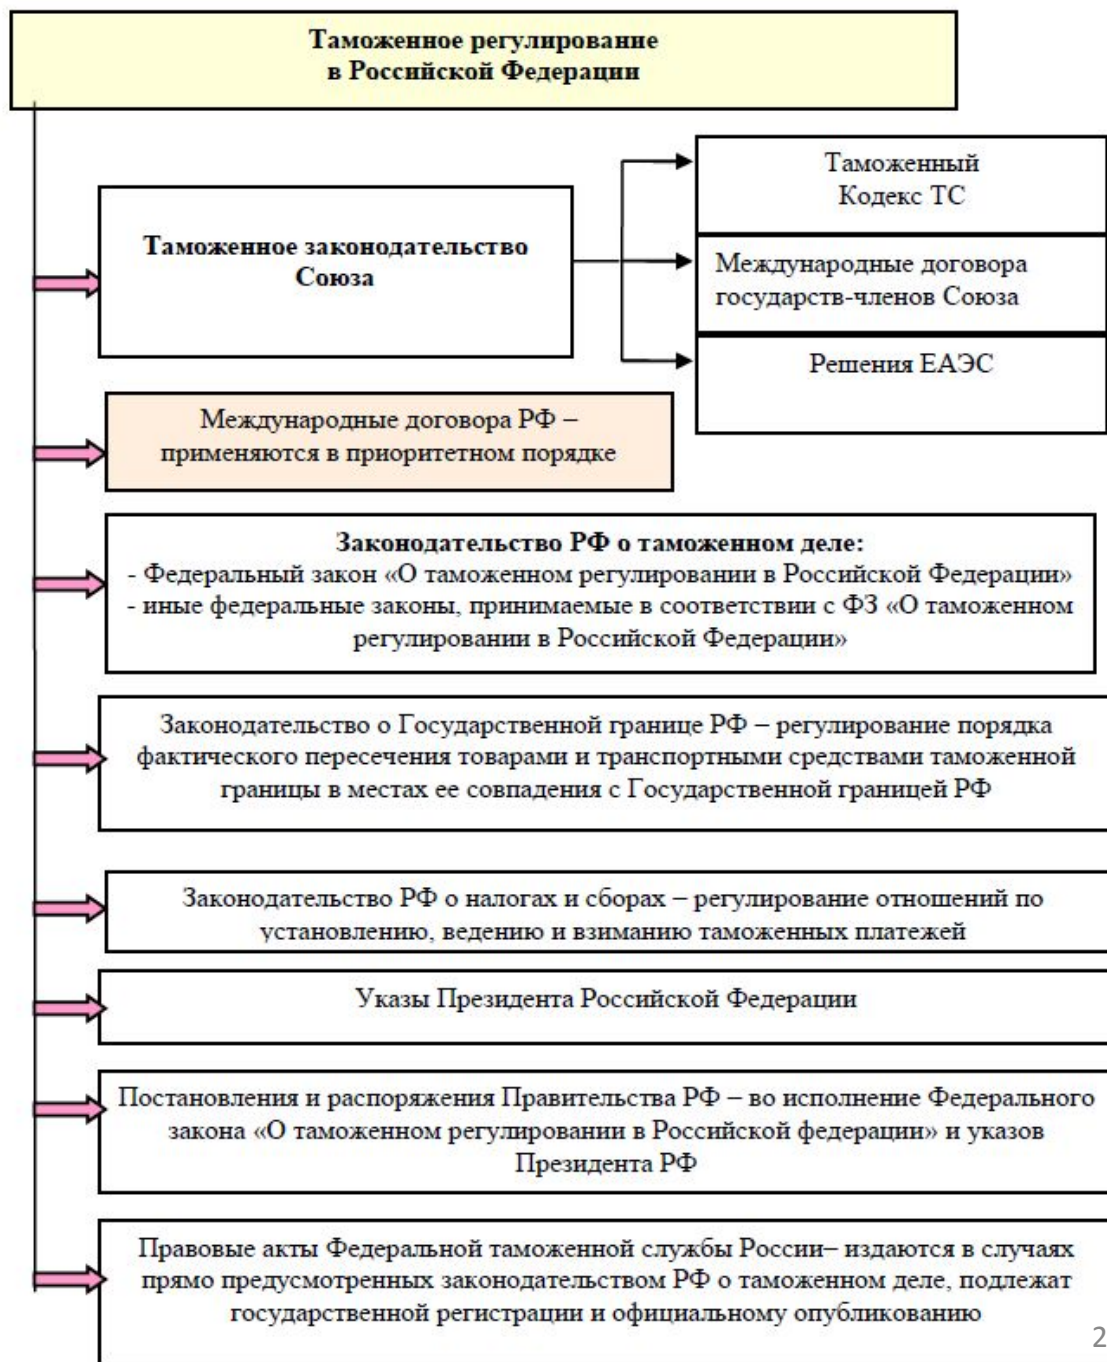 Таможенное регулирование
в Российской Федерации
Таможенное законодательство
Союза
Таможенный
Кодекс ТС
Международные договора
государств-членов Союза
Решения ЕАЭС
Международные договора РФ –
применяются в приоритетном порядке
Законодательство РФ о таможенном деле:
- Федеральный закон «О таможенном регулировании в Российской Федерации»
- иные федеральные законы, принимаемые в соответствии с ФЗ «О таможенном
регулировании в Российской Федерации»
Законодательство о Государственной границе РФ – регулирование порядка
фактического пересечения товарами и транспортными средствами таможенной
границы в местах ее совпадения с Государственной границей РФ
Законодательство РФ о налогах и сборах – регулирование отношений по
установлению, ведению и взиманию таможенных платежей
Указы Президента Российской Федерации
Постановления и распоряжения Правительства РФ – во исполнение Федерального
закона «О таможенном регулировании в Российской федерации» и указов
Президента РФ
Правовые акты Федеральной таможенной службы России– издаются в случаях
прямо предусмотренных законодательством РФ о таможенном деле, подлежат
государственной регистрации и официальному опубликованию
2